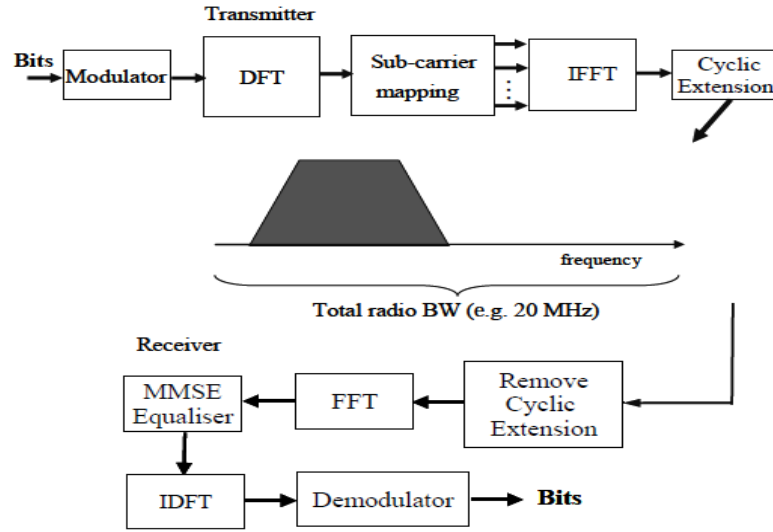 Transmitter
Bits
Modulator
DFT
Sub-carrier
mapping
IFFT
Cyclic
Extension
frequency
Total radio BW (e.g. 20 MHz)
Receiver
MMSE
Equaliser
FFT
Remove
Cyclic
Extension
IDFT
Demodulator
Bits